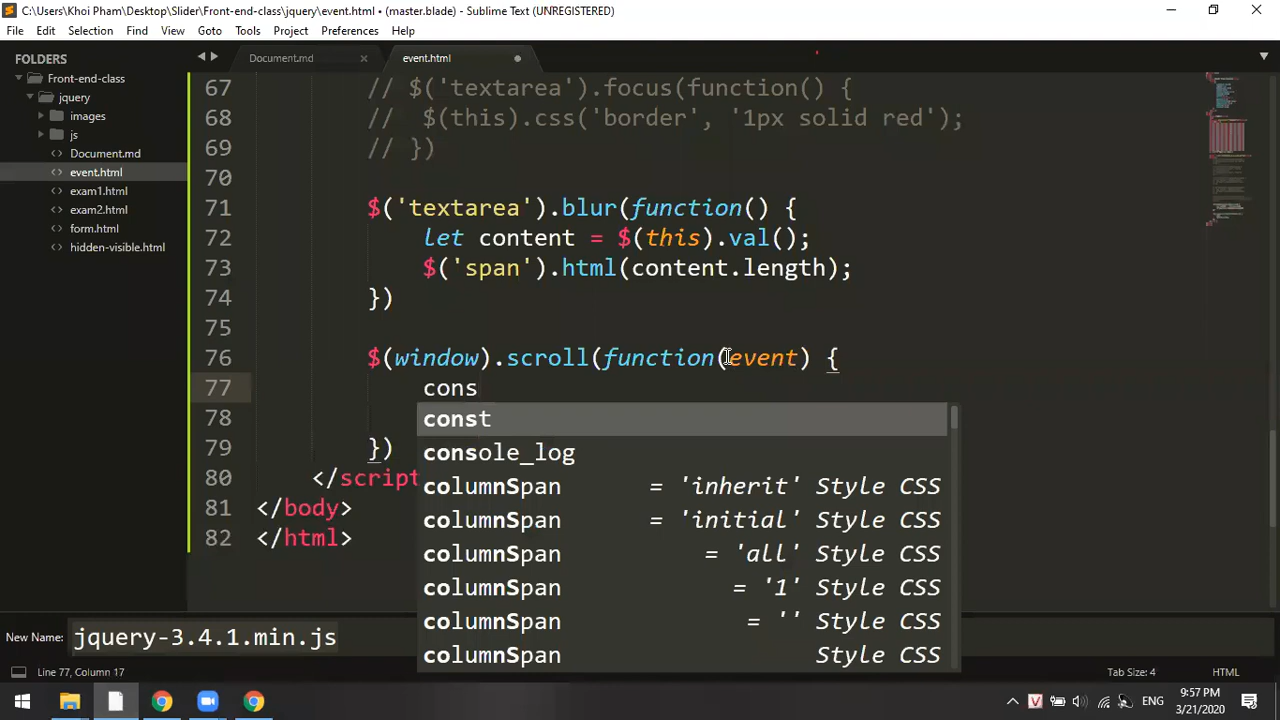 C:\Users\Khoi Pham\Desktop\Slider\Front-end-class\jquery\event.html • (master.blade) - Sublime Text (UNREGISTERED)
File Edit Selection Find View Goto Tools Project Preferences Help
FOLDERS
Front-end-class
jquery
images
js
Document.md
event.html
exam1.html
exam2.html
form.html
hidden-visible.html
Document.md × event.html
67 // $('textarea').focus(function() {
68 // $(this).css('border', '1px solid red');
69 // })
70
71 $('textarea').blur(function() {
72 let content = $(this).val();
73 $('span').html(content.length);
74 })
75
76 $(window).scroll(function(event) {
77 cons
78
79 })
80 </script
81 </body>
82 </html>
const
console_log
columnSpan = 'inherit' Style CSS
columnSpan = 'initial' Style CSS
columnSpan = 'all' Style CSS
columnSpan = '1' Style CSS
columnSpan = '' Style CSS
columnSpan Style CSS
New Name: jquery-3.4.1.min.js
Line 77, Column 17 Tab Size: 4 HTML
V ENG 9:57 PM
3/21/2020